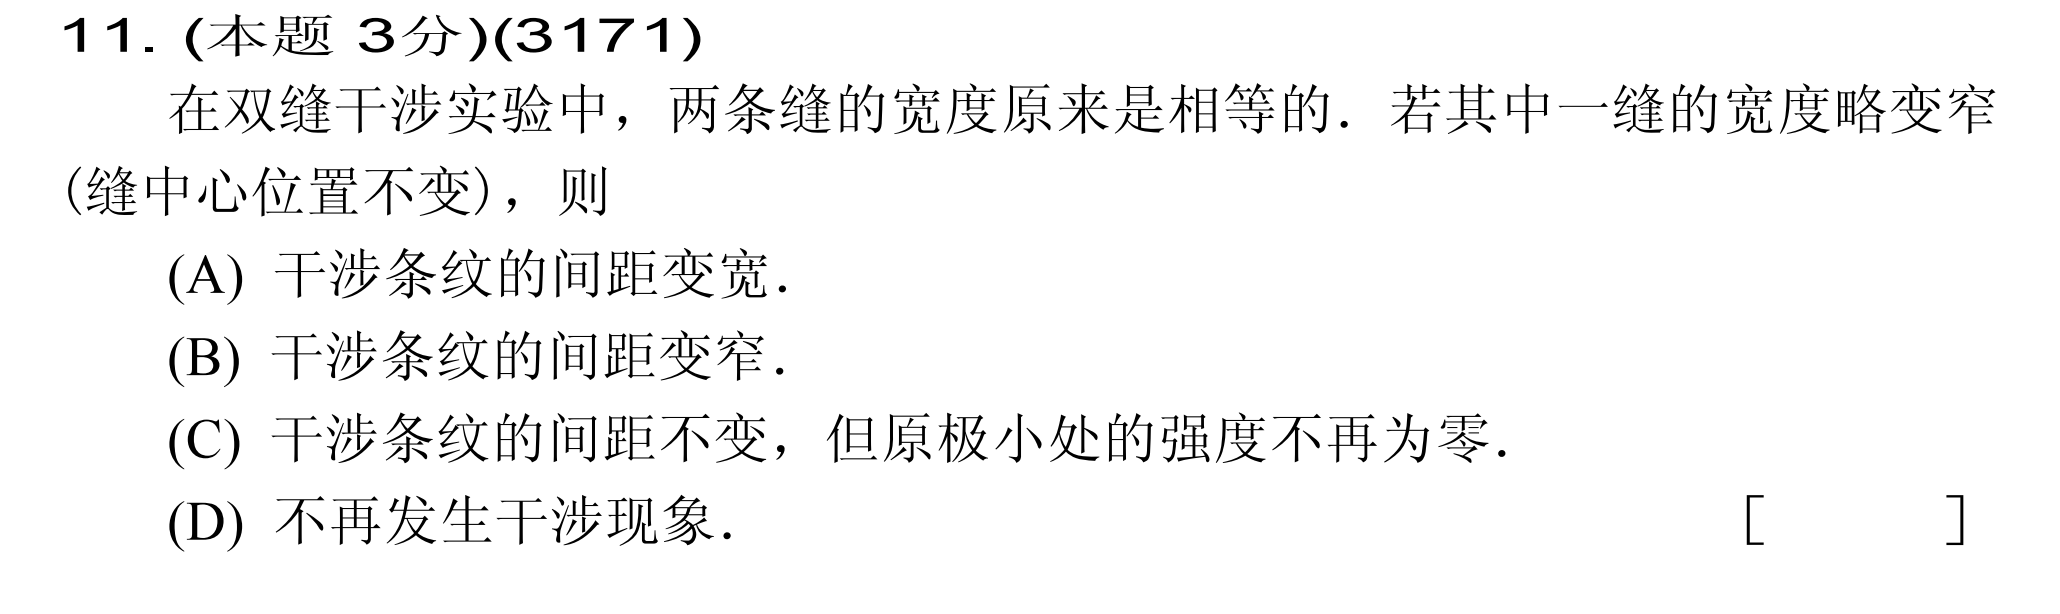 11. (本题 3分)(3171)
在双缝干涉实验中，两条缝的宽度原来是相等的．若其中一缝的宽度略变窄
(缝中心位置不变)，则
(A) 干涉条纹的间距变宽．
(B) 干涉条纹的间距变窄．
(C) 干涉条纹的间距不变，但原极小处的强度不再为零．
(D) 不再发生干涉现象． ［ ］